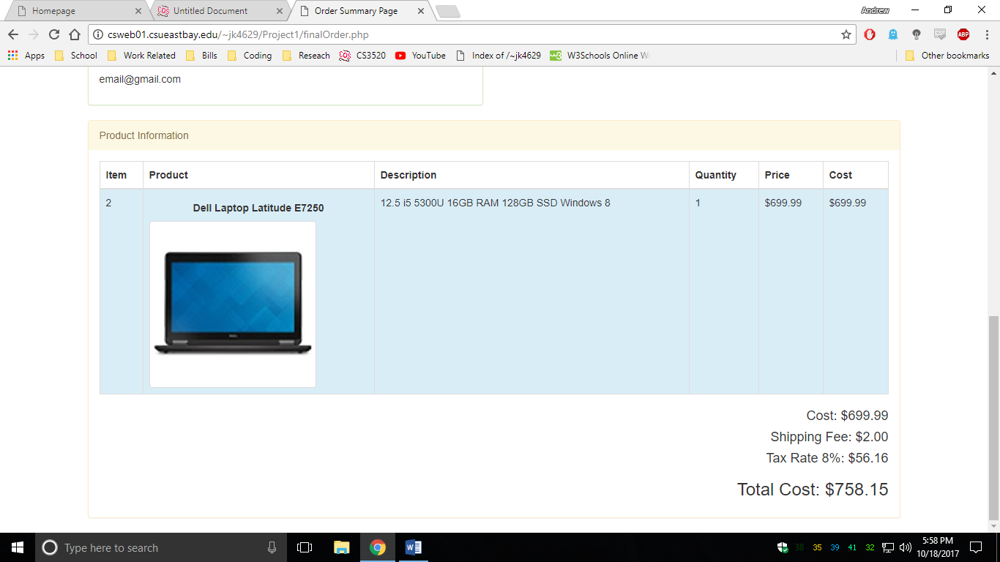 Homepage
Untitled Document
Order Summary Page
Andrew
csweb01.csueastbay.edu/~jk4629/Project1/finalOrder.php
Apps School Work Related Bills Coding Reseach CS3520 YouTube Index of /~jk4629 W3Schools Online W Other bookmarks
email@gmail.com
Product Information
Item Product Description Quantity Price Cost
2 Dell Laptop Latitude E7250 12.5 i5 5300U 16GB RAM 128GB SSD Windows 8 1 $699.99 $699.99
Cost: $699.99
Shipping Fee: $2.00
Tax Rate 8%: $56.16
Total Cost: $758.15
Type here to search
38 35 39 41 32
5:58 PM
10/18/2017